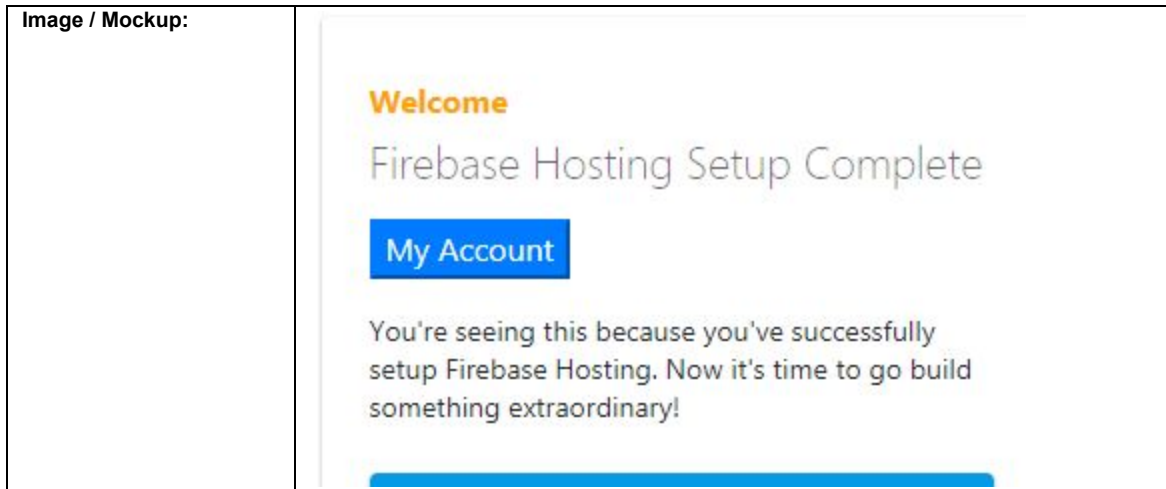 Image / Mockup:
Welcome
Firebase Hosting Setup Complete
My Account
You're seeing this because you've successfully
setup Firebase Hosting. Now it's time to go build
something extraordinary!